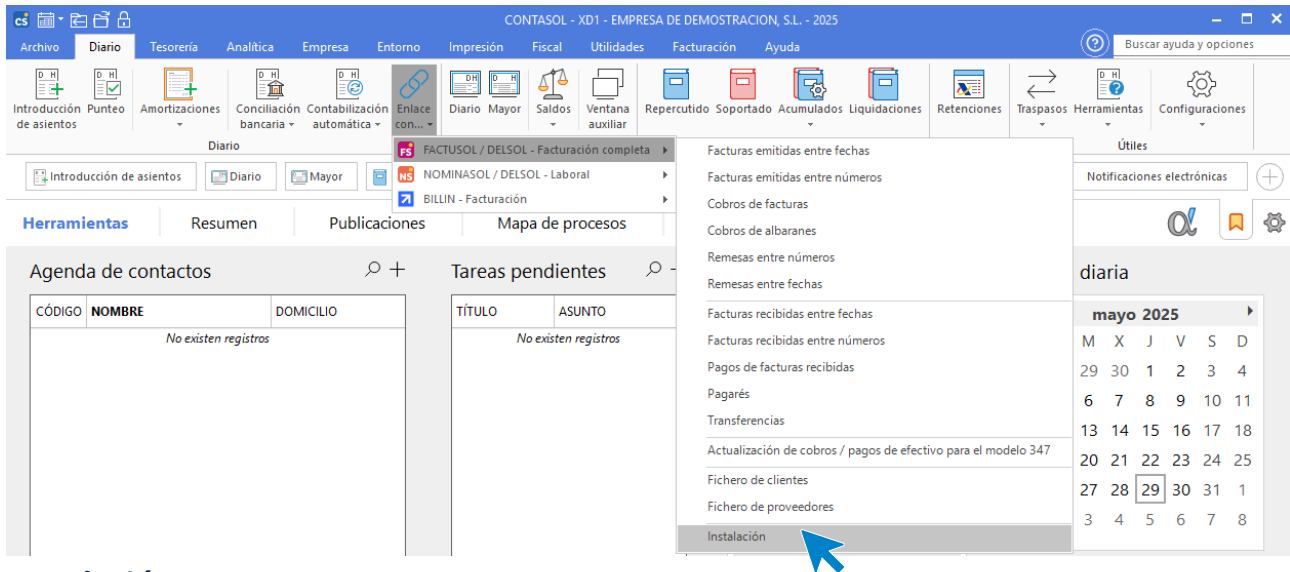 CONTASOL - XD1 - EMPRESA DE DEMOSTRACION, S.L. - 2025
Archivo Diario Tesorería Analítica Empresa Entorno Impresión Fiscal Utilidades Facturación Ayuda Buscar ayuda y opciones
Introducción de asientos
Punteo
Amortizaciones
Conciliación bancaria
Contabilización automática
Enlace con...
Diario
Mayor
Saldos
Ventana auxiliar
Repercutido
Soportado
Acumulados
Liquidaciones
Retenciones
Traspasos
Herramientas
Configuraciones
Diario
Útiles
Introducción de asientos Diario Mayor Notificaciones electrónicas
FACTUSOL / DELSOL - Facturación completa
NOMINASOL / DELSOL - Laboral
BILLIN - Facturación
Facturas emitidas entre fechas
Facturas emitidas entre números
Cobros de facturas
Cobros de albaranes
Remesas entre números
Remesas entre fechas
Facturas recibidas entre fechas
Facturas recibidas entre números
Pagos de facturas recibidas
Pagarés
Transferencias
Actualización de cobros / pagos de efectivo para el modelo 347
Fichero de clientes
Fichero de proveedores
Instalación
Herramientas Resumen Publicaciones Mapa de procesos
Agenda de contactos
CÓDIGO NOMBRE DOMICILIO
No existen registros
Tareas pendientes
TÍTULO ASUNTO
No existen registros
diaria
mayo 2025
M X J V S D
29 30 1 2 3 4
6 7 8 9 10 11
13 14 15 16 17 18
20 21 22 23 24 25
27 28 29 30 31 1
3 4 5 6 7 8